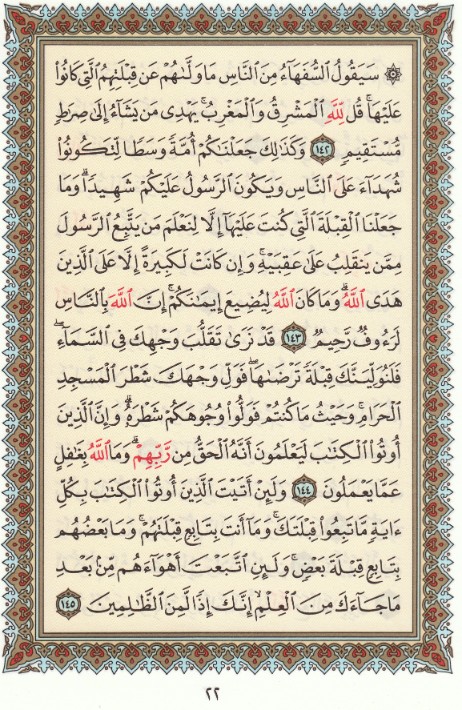 ۞ سَيَقُولُ ٱلسُّفَهَآءُ مِنَ ٱلنَّاسِ مَا وَلَّىٰهُمْ عَن قِبْلَتِهِمُ ٱلَّتِى كَانُوا۟
عَلَيْهَا ۚ قُل لِّلَّهِ ٱلْمَشْرِقُ وَٱلْمَغْرِبُ ۚ يَهْدِى مَن يَشَآءُ إِلَىٰ صِرَٰطٍ
مُّسْتَقِيمٍ ١٤٢ وَكَذَٰلِكَ جَعَلْنَٰكُمْ أُمَّةً وَسَطًا لِّتَكُونُوا۟
شُهَدَآءَ عَلَى ٱلنَّاسِ وَيَكُونَ ٱلرَّسُولُ عَلَيْكُمْ شَهِيدًا ۗ وَمَا
جَعَلْنَا ٱلْقِبْلَةَ ٱلَّتِى كُنتَ عَلَيْهَآ إِلَّا لِنَعْلَمَ مَن يَتَّبِعُ ٱلرَّسُولَ
مِمَّن يَنقَلِبُ عَلَىٰ عَقِبَيْهِ ۚ وَإِن كَانَتْ لَكَبِيرَةً إِلَّا عَلَى ٱلَّذِينَ
هَدَى ٱللَّهُ ۗ وَمَا كَانَ ٱللَّهُ لِيُضِيعَ إِيمَٰنَكُمْ ۚ إِنَّ ٱللَّهَ بِٱلنَّاسِ
لَرَءُوفٌ رَّحِيمٌ ١٤٣ قَدْ نَرَىٰ تَقَلُّبَ وَجْهِكَ فِى ٱلسَّمَآءِ ۖ
فَلَنُوَلِّيَنَّكَ قِبْلَةً تَرْضَىٰهَا ۚ فَوَلِّ وَجْهَكَ شَطْرَ ٱلْمَسْجِدِ
ٱلْحَرَامِ ۚ وَحَيْثُ مَا كُنتُمْ فَوَلُّوا۟ وُجُوهَكُمْ شَطْرَهُۥ ۗ وَإِنَّ ٱلَّذِينَ
أُوتُوا۟ ٱلْكِتَٰبَ لَيَعْلَمُونَ أَنَّهُ ٱلْحَقُّ مِن رَّبِّهِمْ ۗ وَمَا ٱللَّهُ بِغَٰفِلٍ
عَمَّا يَعْمَلُونَ ١٤٤ وَلَئِنْ أَتَيْتَ ٱلَّذِينَ أُوتُوا۟ ٱلْكِتَٰبَ بِكُلِّ
ءَايَةٍ مَّا تَبِعُوا۟ قِبْلَتَكَ ۚ وَمَآ أَنتَ بِتَابِعٍ قِبْلَتَهُمْ ۚ وَمَا بَعْضُهُم
بِتَابِعٍ قِبْلَةَ بَعْضٍ ۚ وَلَئِنِ ٱتَّبَعْتَ أَهْوَآءَهُم مِّنۢ بَعْدِ
مَا جَآءَكَ مِنَ ٱلْعِلْمِ ۙ إِنَّكَ إِذًا لَّمِنَ ٱلظَّٰلِمِينَ ١٤٥
٢٢